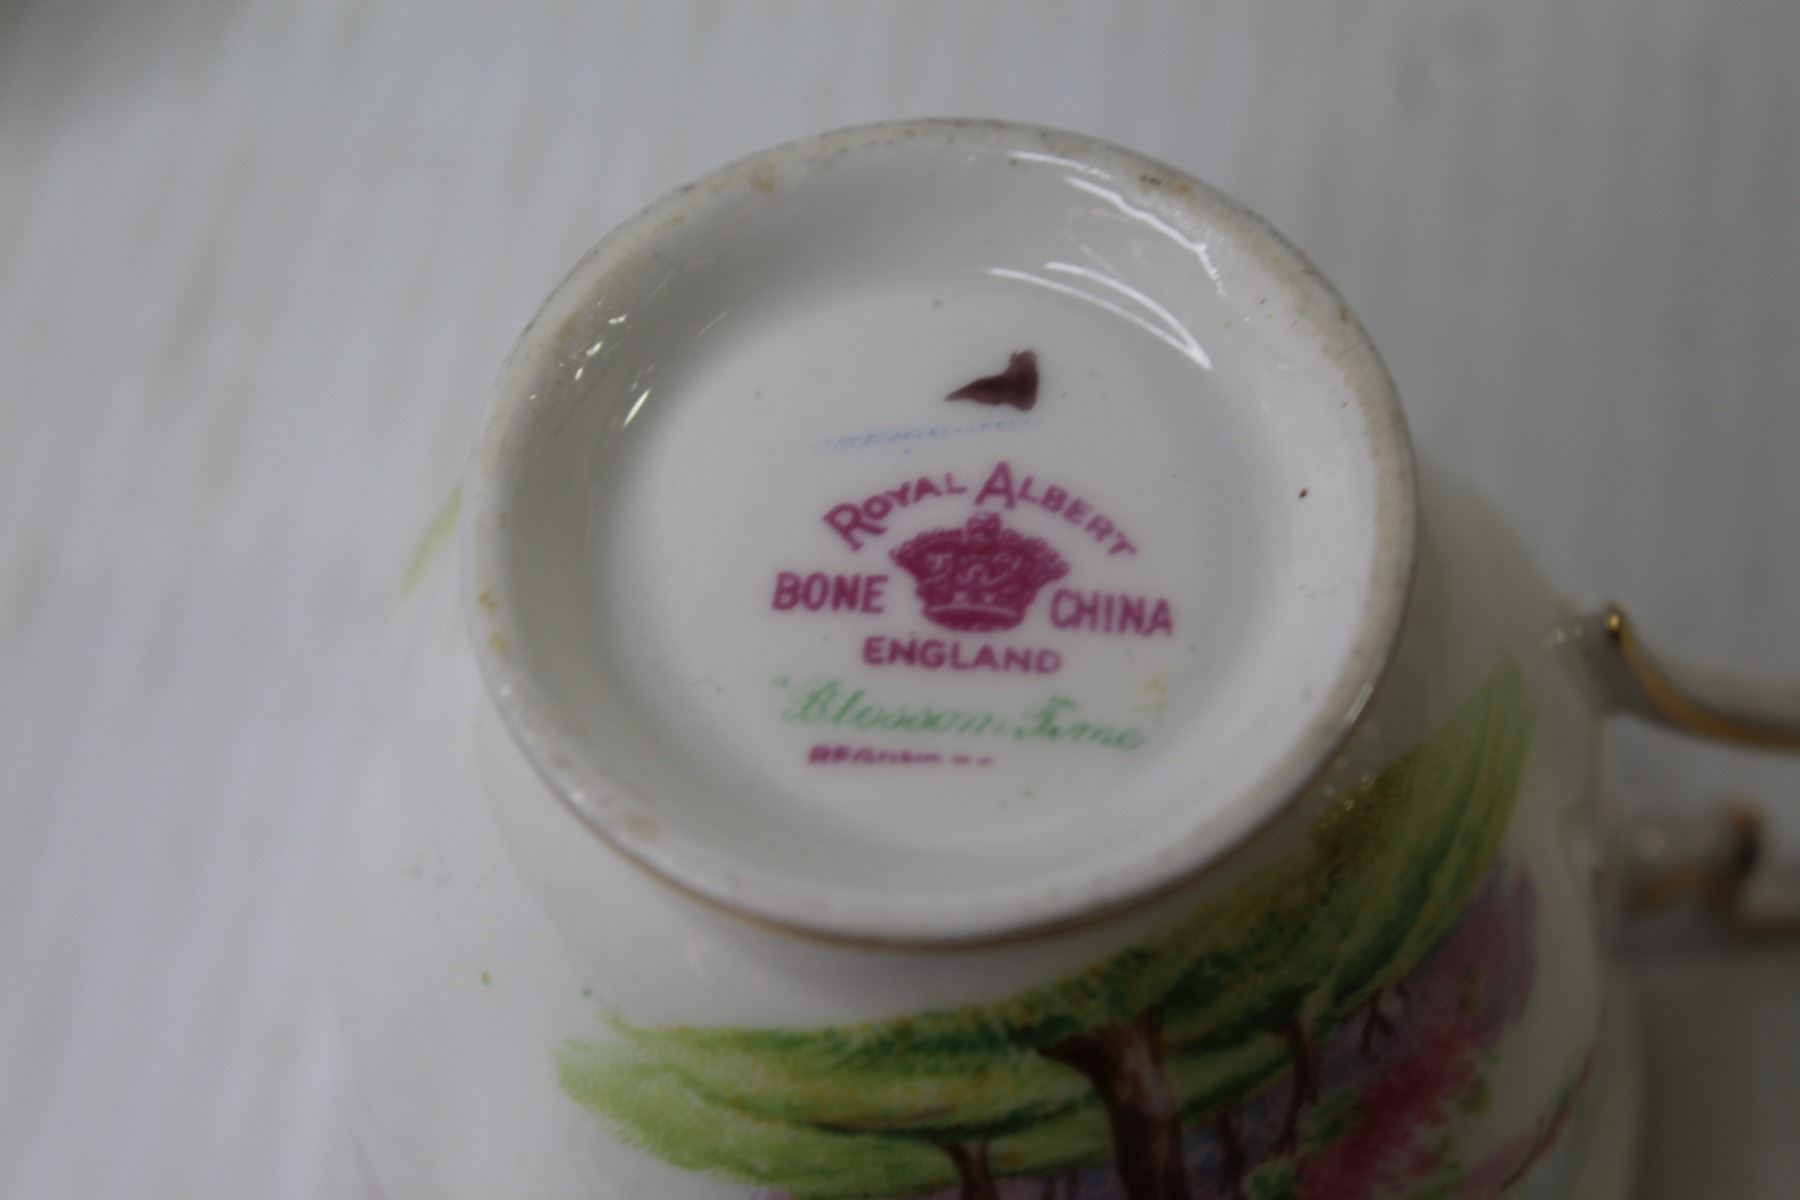 ROYAL ALBERT
BONE CHINA
ENGLAND
"Blossom Time"